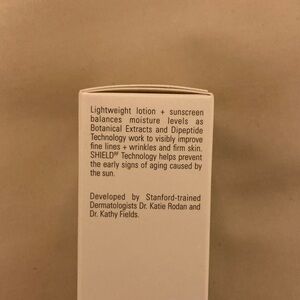 Lightweight lotion + sunscreen
balances moisture levels as
Botanical Extracts and Dipeptide
Technology work to visibly improve
fine lines + wrinkles and firm skin.
SHIELD™ Technology helps prevent
the early signs of aging caused by
the sun.
Developed by Stanford-trained
Dermatologists Dr. Katie Rodan and
Dr. Kathy Fields.